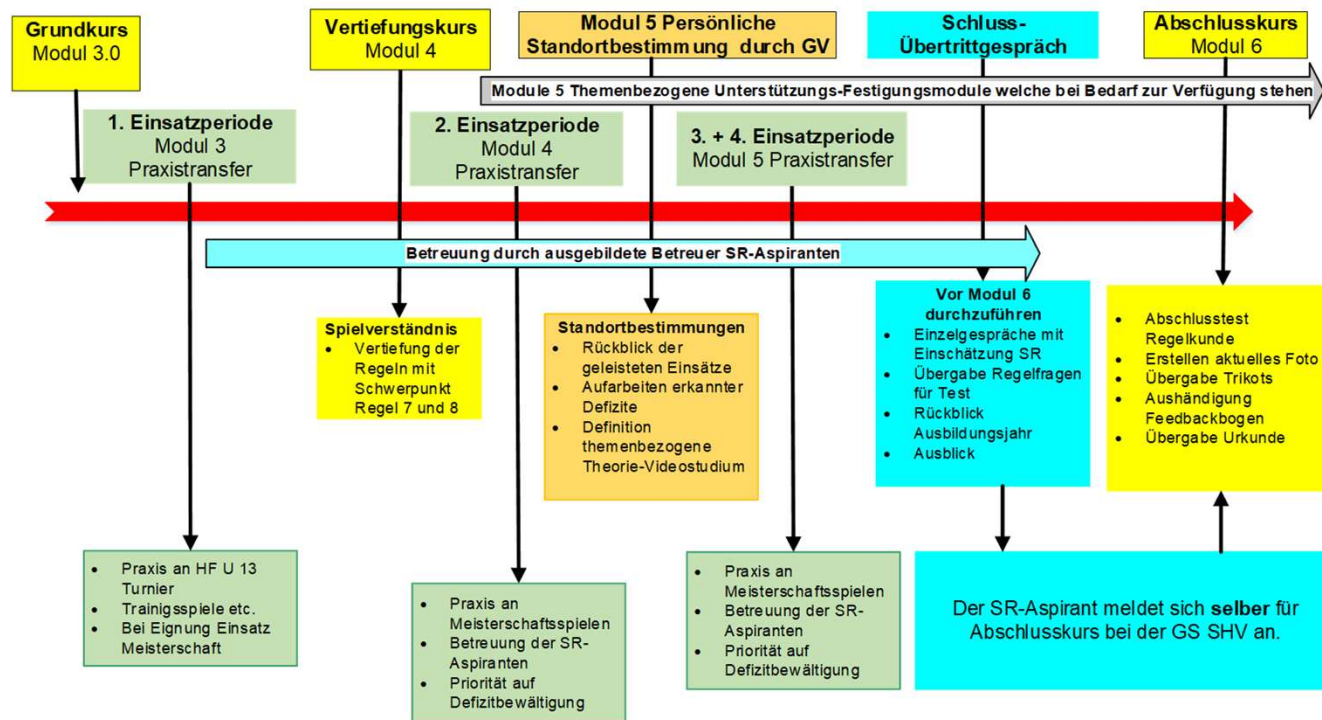 Grundkurs
Modul 3.0
Vertiefungskurs
Modul 4
Modul 5 Persönliche
Standortbestimmung durch GV
Schluss-
Übertrittgespräch
Abschlusskurs
Modul 6
Module 5 Themenbezogene Unterstützungs-Festigungsmodule welche bei Bedarf zur Verfügung stehen
1. Einsatzperiode
Modul 3
Praxistransfer
2. Einsatzperiode
Modul 4
Praxistransfer
3. + 4. Einsatzperiode
Modul 5 Praxistransfer
Betreuung durch ausgebildete Betreuer SR-Aspiranten
Spielverständnis
• Vertiefung der
Regeln mit
Schwerpunkt
Regel 7 und 8
Standortbestimmungen
• Rückblick der
geleisteten Einsätze
• Aufarbeiten erkannter
Defizite
• Definition
themenbezogene
Theorie-Videostudium
Vor Modul 6
durchzuführen
• Einzelgespräche mit
Einschätzung SR
• Übergabe Regelfragen
für Test
• Rückblick
Ausbildungsjahr
• Ausblick
• Abschlusstest
Regelkunde
• Erstellen aktuelles Foto
• Übergabe Trikots
• Aushändigung
Feedbackbogen
• Übergabe Urkunde
• Praxis an HF U 13
Turnier
• Trainigsspiele etc.
• Bei Eignung Einsatz
Meisterschaft
• Praxis an
Meisterschaftsspielen
• Betreuung der SR-
Aspiranten
• Priorität auf
Defizitbewältigung
• Praxis an
Meisterschaftsspielen
• Betreuung der SR-
Aspiranten
• Priorität auf
Defizitbewältigung
Der SR-Aspirant meldet sich selber für
Abschlusskurs bei der GS SHV an.